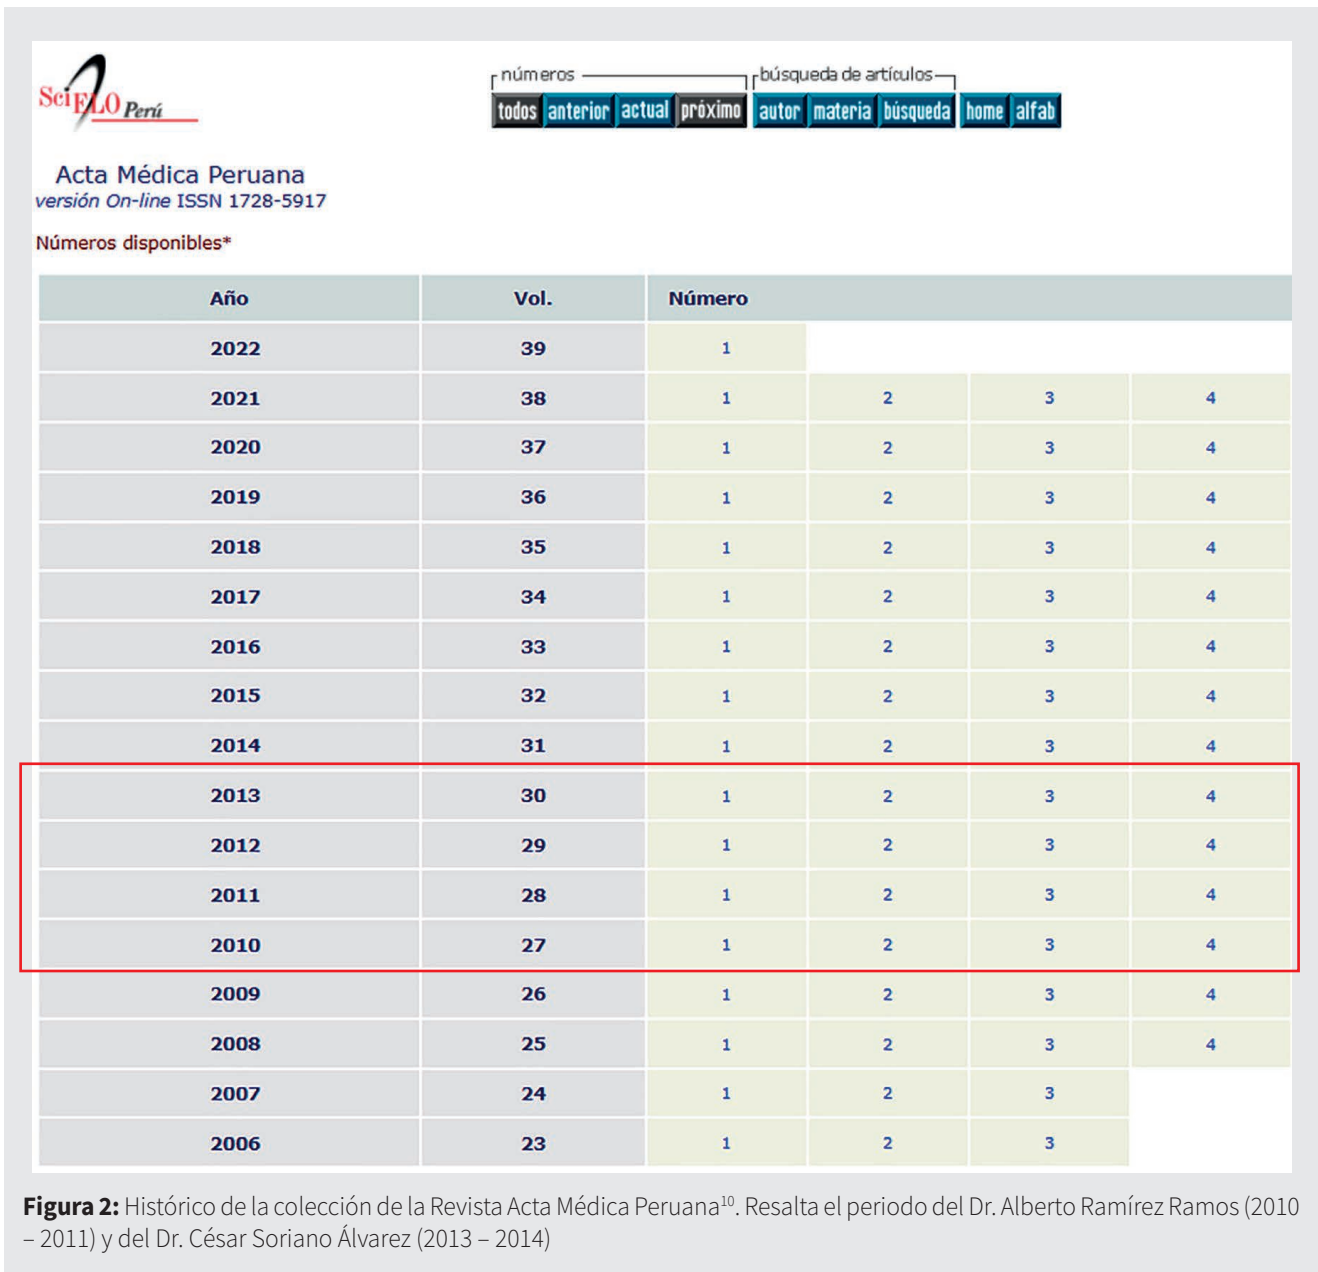 SciELO Perú
números búsqueda de artículos
todos anterior actual próximo autor materia búsqueda home alfab
Acta Médica Peruana
versión On-line ISSN 1728-5917
Números disponibles*
Año Vol. Número
2022 39 1
2021 38 1 2 3 4
2020 37 1 2 3 4
2019 36 1 2 3 4
2018 35 1 2 3 4
2017 34 1 2 3 4
2016 33 1 2 3 4
2015 32 1 2 3 4
2014 31 1 2 3 4
2013 30 1 2 3 4
2012 29 1 2 3 4
2011 28 1 2 3 4
2010 27 1 2 3 4
2009 26 1 2 3 4
2008 25 1 2 3 4
2007 24 1 2 3
2006 23 1 2 3
Figura 2: Histórico de la colección de la Revista Acta Médica Peruana¹⁰. Resalta el periodo del Dr. Alberto Ramírez Ramos (2010
– 2011) y del Dr. César Soriano Álvarez (2013 – 2014)